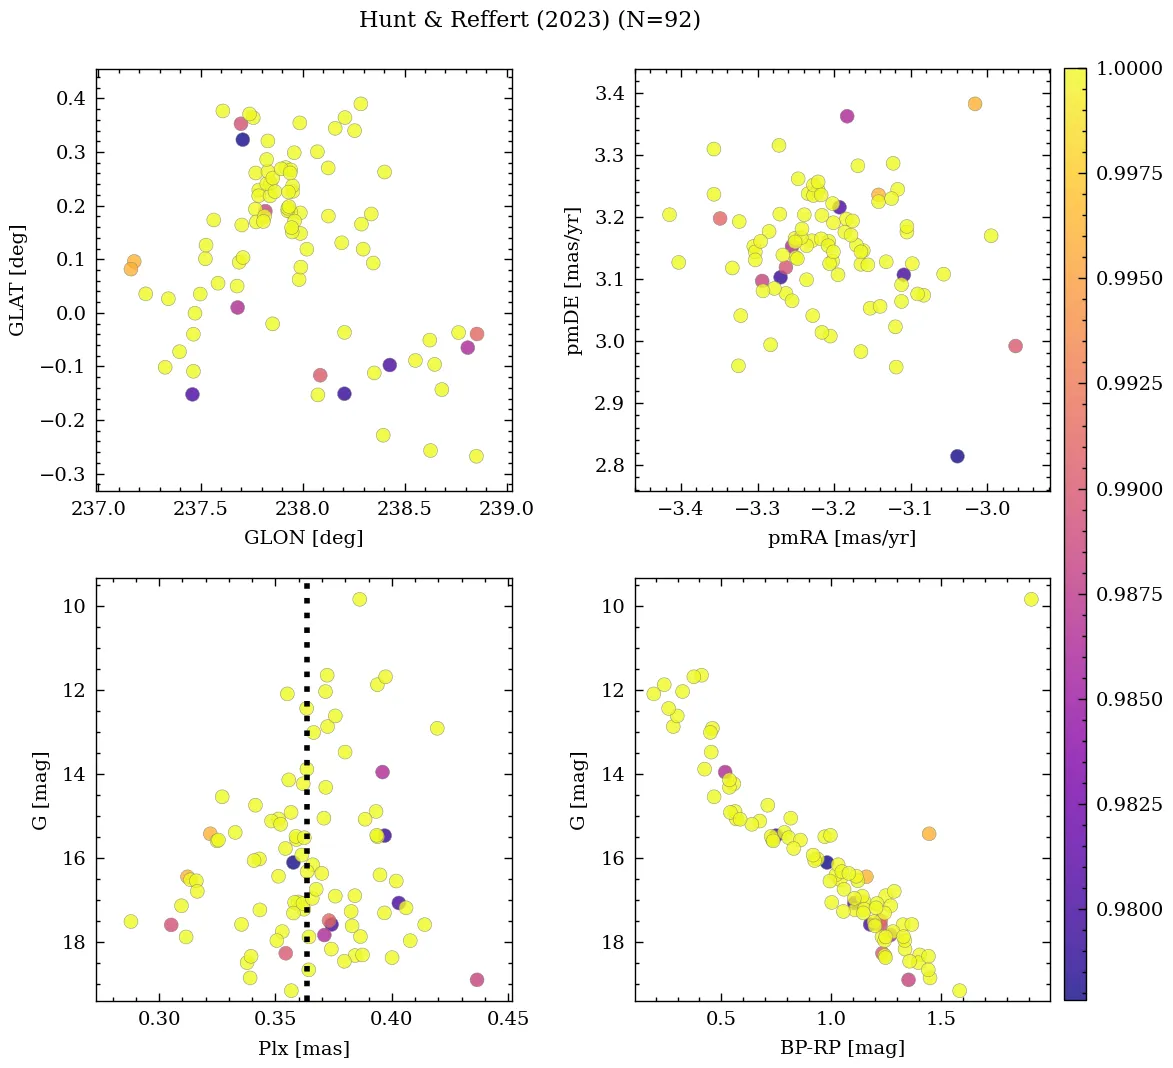 Hunt & Reffert (2023) (N=92)
GLAT [deg]
0.4
0.3
0.2
0.1
0.0
−0.1
−0.2
−0.3
237.0 237.5 238.0 238.5 239.0
GLON [deg]
pmDE [mas/yr]
3.4
3.3
3.2
3.1
3.0
2.9
2.8
−3.4 −3.3 −3.2 −3.1 −3.0
pmRA [mas/yr]
G [mag]
10
12
14
16
18
0.30 0.35 0.40 0.45
Plx [mas]
G [mag]
10
12
14
16
18
0.5 1.0 1.5
BP-RP [mag]
1.0000
0.9975
0.9950
0.9925
0.9900
0.9875
0.9850
0.9825
0.9800